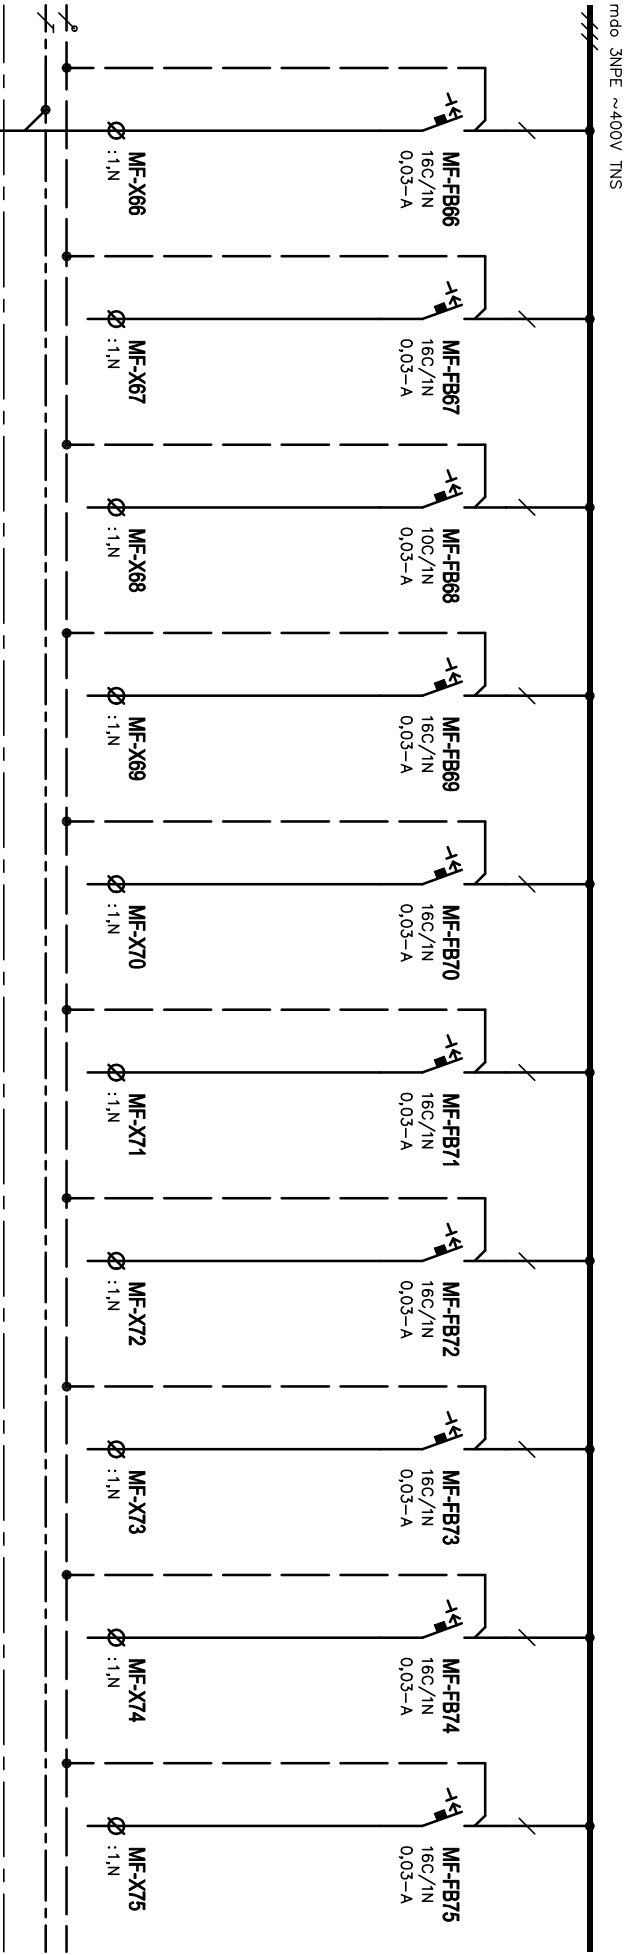 mdo 3NPE ~400V TNS
MF-FB66
16C/1N
0,03-A
MF-X66
:1,N
MF-FB67
16C/1N
0,03-A
MF-X67
:1,N
MF-FB68
10C/1N
0,03-A
MF-X68
:1,N
MF-FB69
16C/1N
0,03-A
MF-X69
:1,N
MF-FB70
16C/1N
0,03-A
MF-X70
:1,N
MF-FB71
16C/1N
0,03-A
MF-X71
:1,N
MF-FB72
16C/1N
0,03-A
MF-X72
:1,N
MF-FB73
16C/1N
0,03-A
MF-X73
:1,N
MF-FB74
16C/1N
0,03-A
MF-X74
:1,N
MF-FB75
16C/1N
0,03-A
MF-X75
:1,N